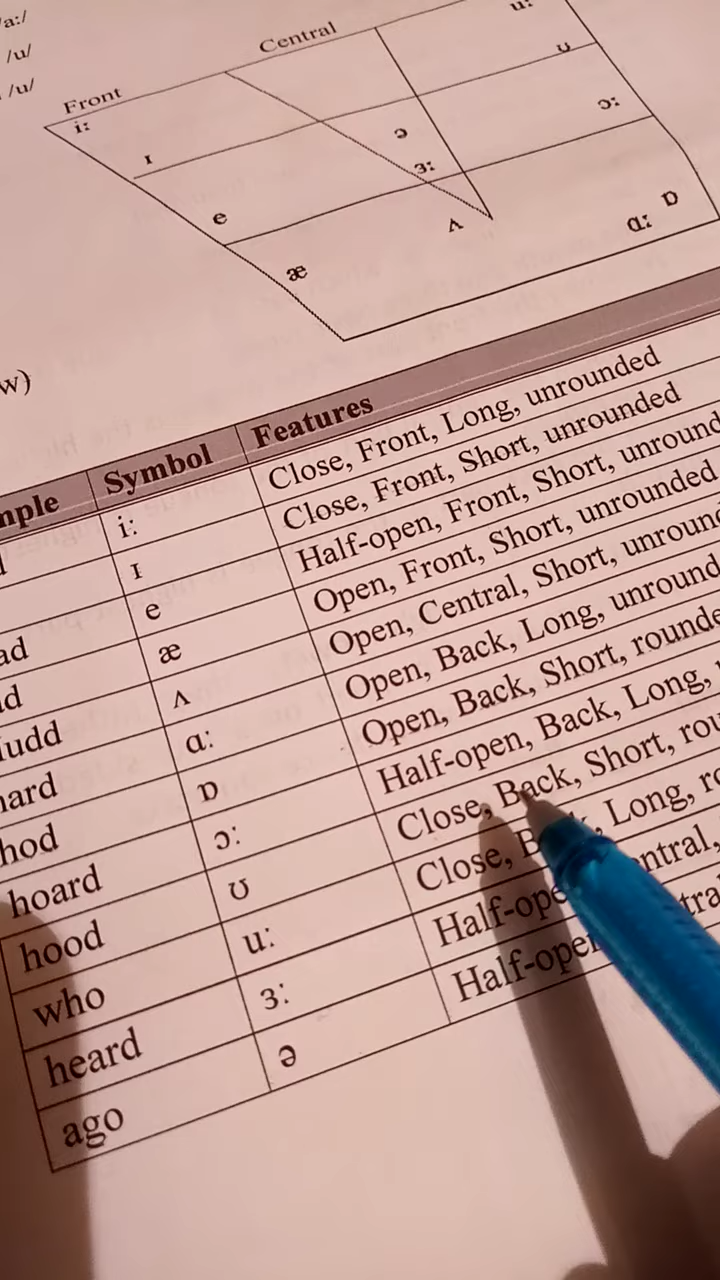 /a:/
/u/
/u/
Central
Front
u:
i:
ʊ
ɪ
ɔ:
ə
ɜ:
e
ʌ
ɒ
ɑ:
æ
w)
mple Symbol Features
i: Close, Front, Long, unrounded
ɪ Close, Front, Short, unrounded
ad e Half-open, Front, Short, unround
æ Open, Front, Short, unrounded
udd ʌ Open, Central, Short, unroun
ard ɑ: Open, Back, Long, unround
hod ɒ Open, Back, Short, rounde
hoard ɔ: Half-open, Back, Long,
hood ʊ Close, Back, Short, rou
who u: Close, Long, ro
heard ɜ: Half-ope ntral,
ago ə Half-open tra